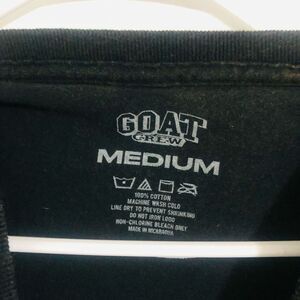 GOAT
CREW
MEDIUM
100% COTTON
MACHINE WASH COLD
LINE DRY TO PREVENT SHRINKING
DO NOT IRON LOGO
NON-CHLORINE BLEACH ONLY
MADE IN NICARAGUA